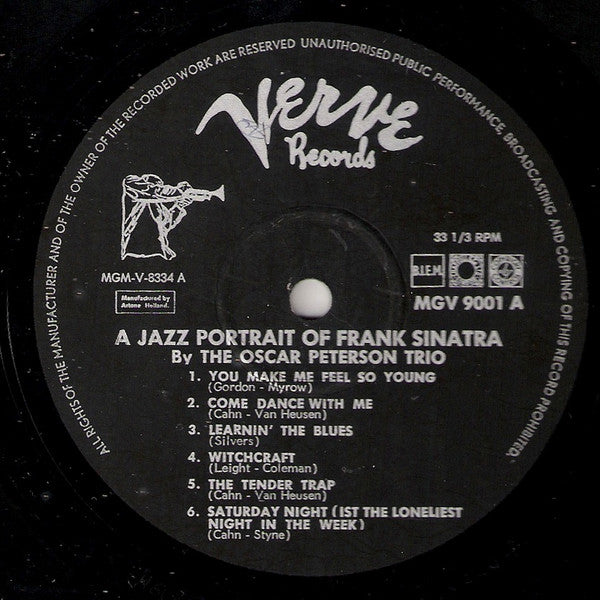 ALL RIGHTS OF THE MANUFACTURER AND OF THE OWNER OF THE RECORDED WORK ARE RESERVED UNAUTHORISED PUBLIC PERFORMANCE, BROADCASTING AND COPYING OF THIS RECORD PROHIBITED.
Verve
Records
33 1/3 RPM
MGM-V-8334 A
B.I.E.M.
Manufactured by
Artone Holland.
MGV 9001 A
A JAZZ PORTRAIT OF FRANK SINATRA
By THE OSCAR PETERSON TRIO
1. YOU MAKE ME FEEL SO YOUNG
(Gordon - Myrow)
2. COME DANCE WITH ME
(Cahn - Van Heusen)
3. LEARNIN' THE BLUES
(Silvers)
4. WITCHCRAFT
(Leight - Coleman)
5. THE TENDER TRAP
(Cahn - Van Heusen)
6. SATURDAY NIGHT (IST THE LONELIEST
NIGHT IN THE WEEK)
(Cahn - Styne)